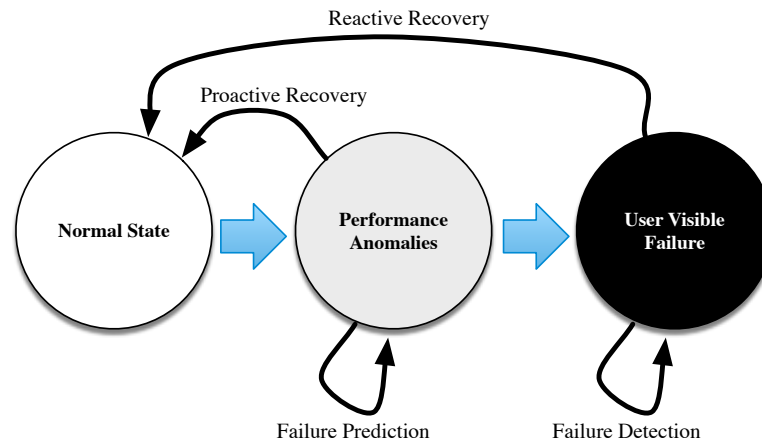 Reactive Recovery
Proactive Recovery
Normal State
Performance
Anomalies
User Visible
Failure
Failure Prediction
Failure Detection